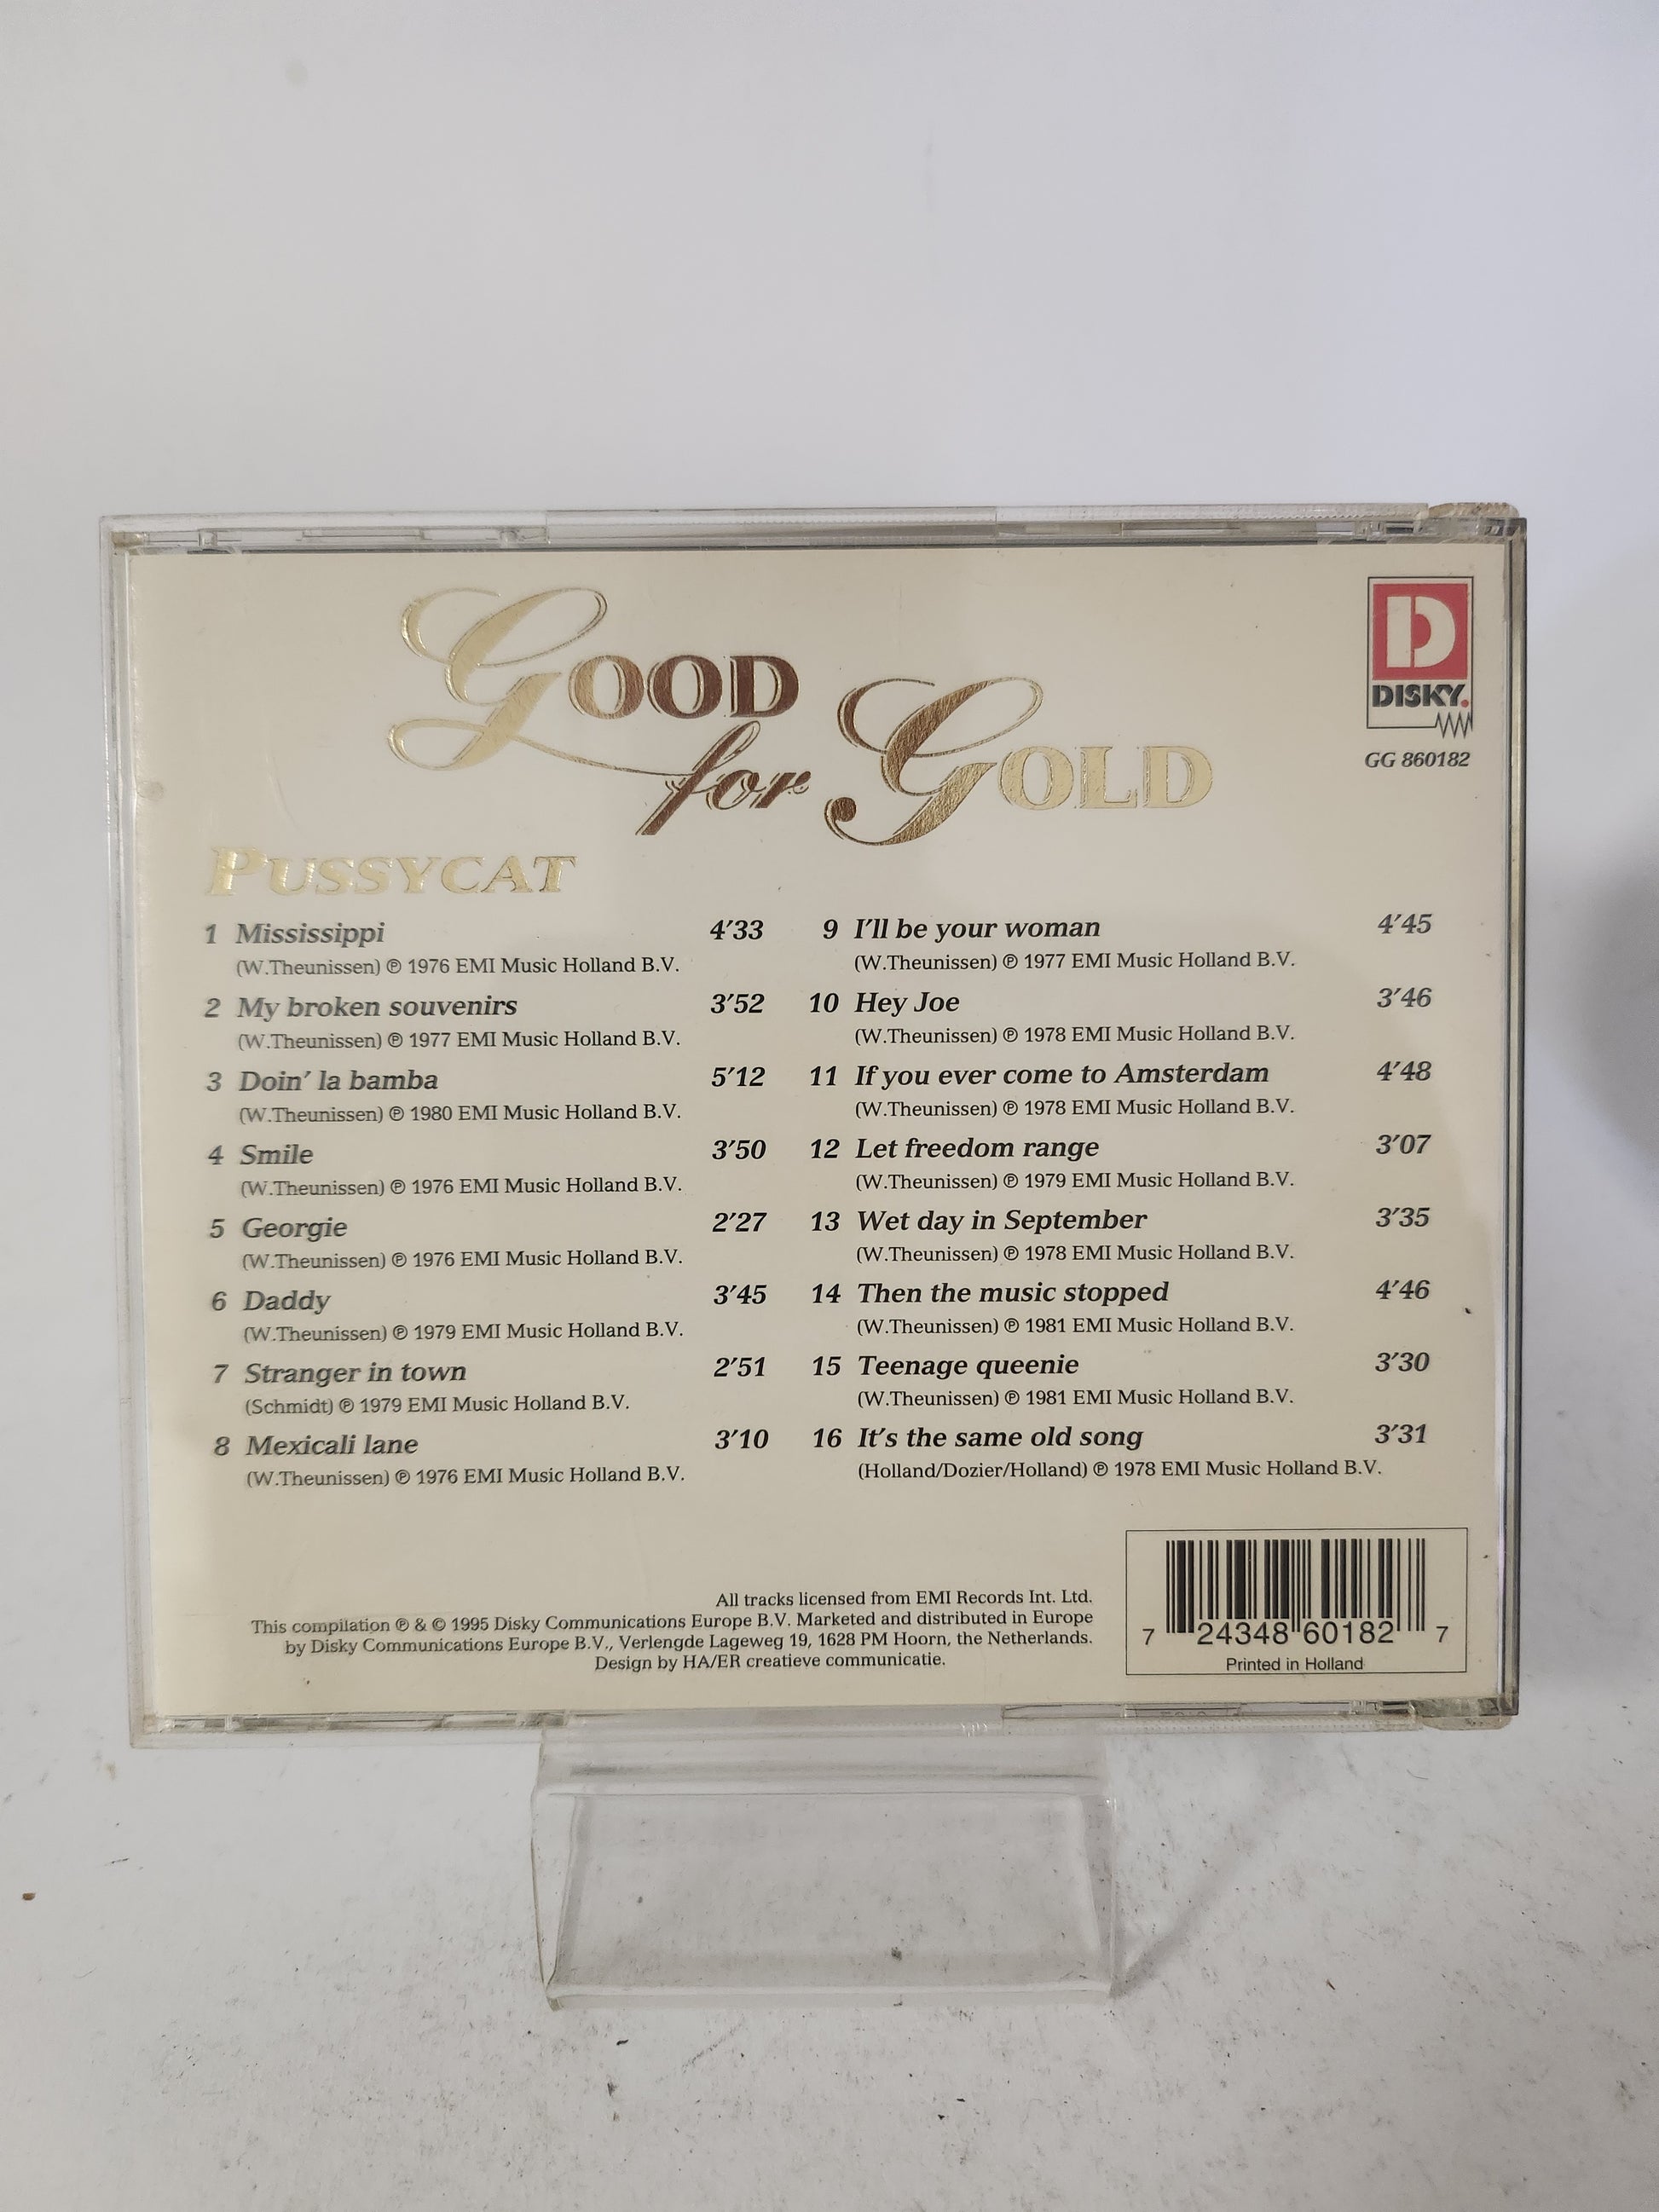 GOOD
for GOLD
DISKY.
GG 860182
PUSSYCAT
1 Mississippi 4'33
(W.Theunissen) ℗ 1976 EMI Music Holland B.V.
2 My broken souvenirs 3'52
(W.Theunissen) ℗ 1977 EMI Music Holland B.V.
3 Doin' la bamba 5'12
(W.Theunissen) ℗ 1980 EMI Music Holland B.V.
4 Smile 3'50
(W.Theunissen) ℗ 1976 EMI Music Holland B.V.
5 Georgie 2'27
(W.Theunissen) ℗ 1976 EMI Music Holland B.V.
6 Daddy 3'45
(W.Theunissen) ℗ 1979 EMI Music Holland B.V.
7 Stranger in town 2'51
(Schmidt) ℗ 1979 EMI Music Holland B.V.
8 Mexicali lane 3'10
(W.Theunissen) ℗ 1976 EMI Music Holland B.V.
9 I'll be your woman 4'45
(W.Theunissen) ℗ 1977 EMI Music Holland B.V.
10 Hey Joe 3'46
(W.Theunissen) ℗ 1978 EMI Music Holland B.V.
11 If you ever come to Amsterdam 4'48
(W.Theunissen) ℗ 1978 EMI Music Holland B.V.
12 Let freedom range 3'07
(W.Theunissen) ℗ 1979 EMI Music Holland B.V.
13 Wet day in September 3'35
(W.Theunissen) ℗ 1978 EMI Music Holland B.V.
14 Then the music stopped 4'46
(W.Theunissen) ℗ 1981 EMI Music Holland B.V.
15 Teenage queenie 3'30
(W.Theunissen) ℗ 1981 EMI Music Holland B.V.
16 It's the same old song 3'31
(Holland/Dozier/Holland) ℗ 1978 EMI Music Holland B.V.
All tracks licensed from EMI Records Int. Ltd.
This compilation ℗ & © 1995 Disky Communications Europe B.V. Marketed and distributed in Europe
by Disky Communications Europe B.V., Verlengde Lageweg 19, 1628 PM Hoorn, the Netherlands.
Design by HA/ER creatieve communicatie.
7 24348 60182 7
Printed in Holland